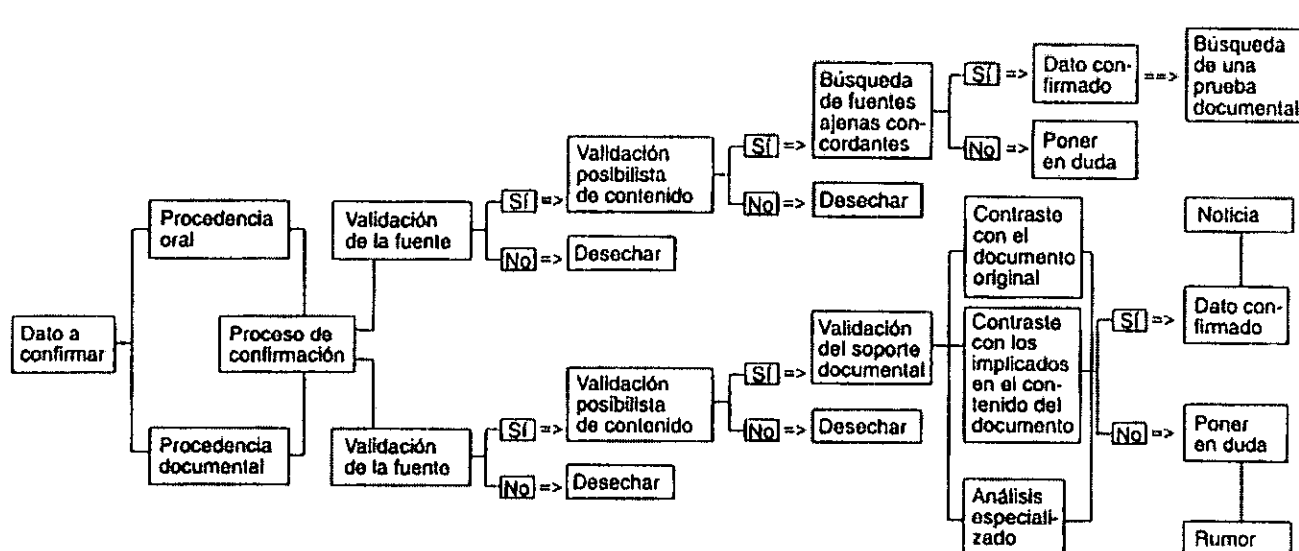 Dato a
confirmar
Procedencia
oral
Procedencia
documental
Proceso de
confirmación
Validación
de la fuente
Sí =>
Validación
posibilista
de contenido
No => Desechar
Sí =>
Búsqueda
de fuentes
ajenas con-
cordantes
No => Desechar
Sí =>
Dato con-
firmado
==>
Búsqueda
de una
prueba
documental
No =>
Poner
en duda
Validación
de la fuente
Sí =>
Validación
posibilista
de contenido
No => Desechar
Sí =>
Validación
del soporte
documental
No => Desechar
Contraste
con el
documento
original
Contraste
con los
implicados
en el con-
tenido del
documento
Análisis
especiali-
zado
Sí =>
Dato con-
firmado
Noticia
No =>
Poner
en duda
Rumor